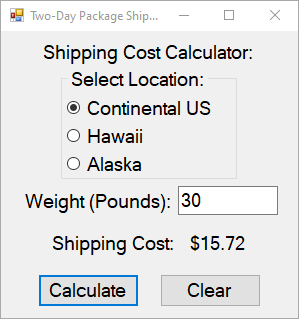 Two-Day Package Ship...
Shipping Cost Calculator:
Select Location:
Continental US
Hawaii
Alaska
Weight (Pounds): 30
Shipping Cost: $15.72
Calculate Clear